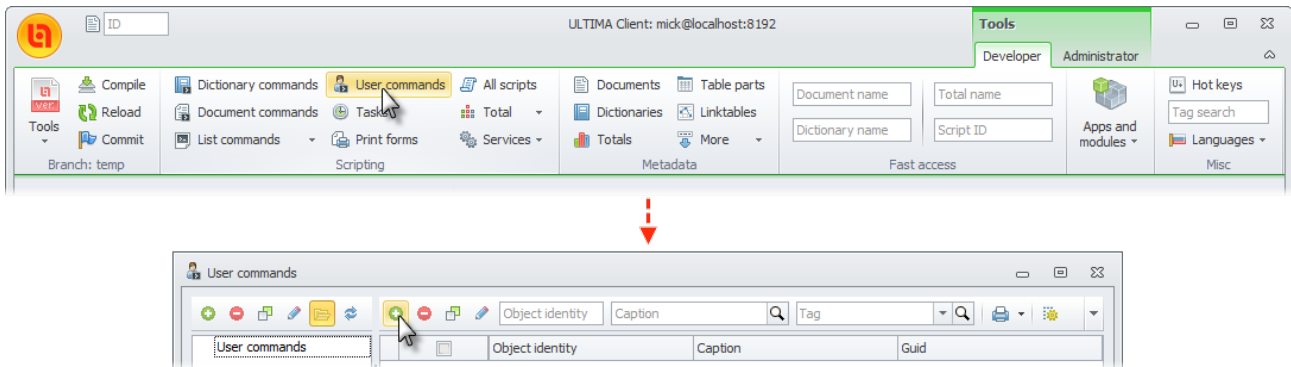 ID
ULTIMA Client: mick@localhost:8192
Tools
Developer
Administrator
ver.
Tools
Compile
Reload
Commit
Branch: temp
Dictionary commands
User commands
All scripts
Document commands
Tasks
Total
List commands
Print forms
Services
Scripting
Documents
Table parts
Dictionaries
Linktables
Totals
More
Metadata
Document name
Total name
Dictionary name
Script ID
Fast access
Apps and
modules
U+
Hot keys
Tag search
Languages
Misc
User commands
Object identity
Caption
Tag
User commands
Object identity
Caption
Guid